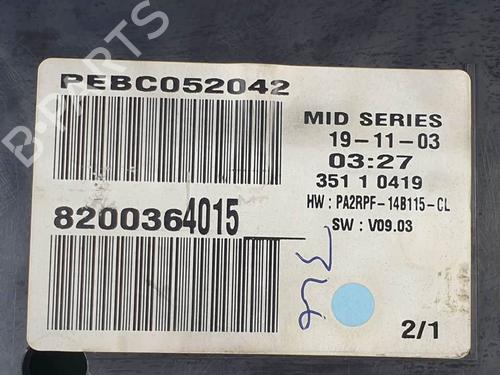 B-PARTS
PEBC052042
MID SERIES
19-11-03
03:27
351 1 0419
HW : PA2RPF-14B115-CL
8200364015
SW : V09.03
2/1